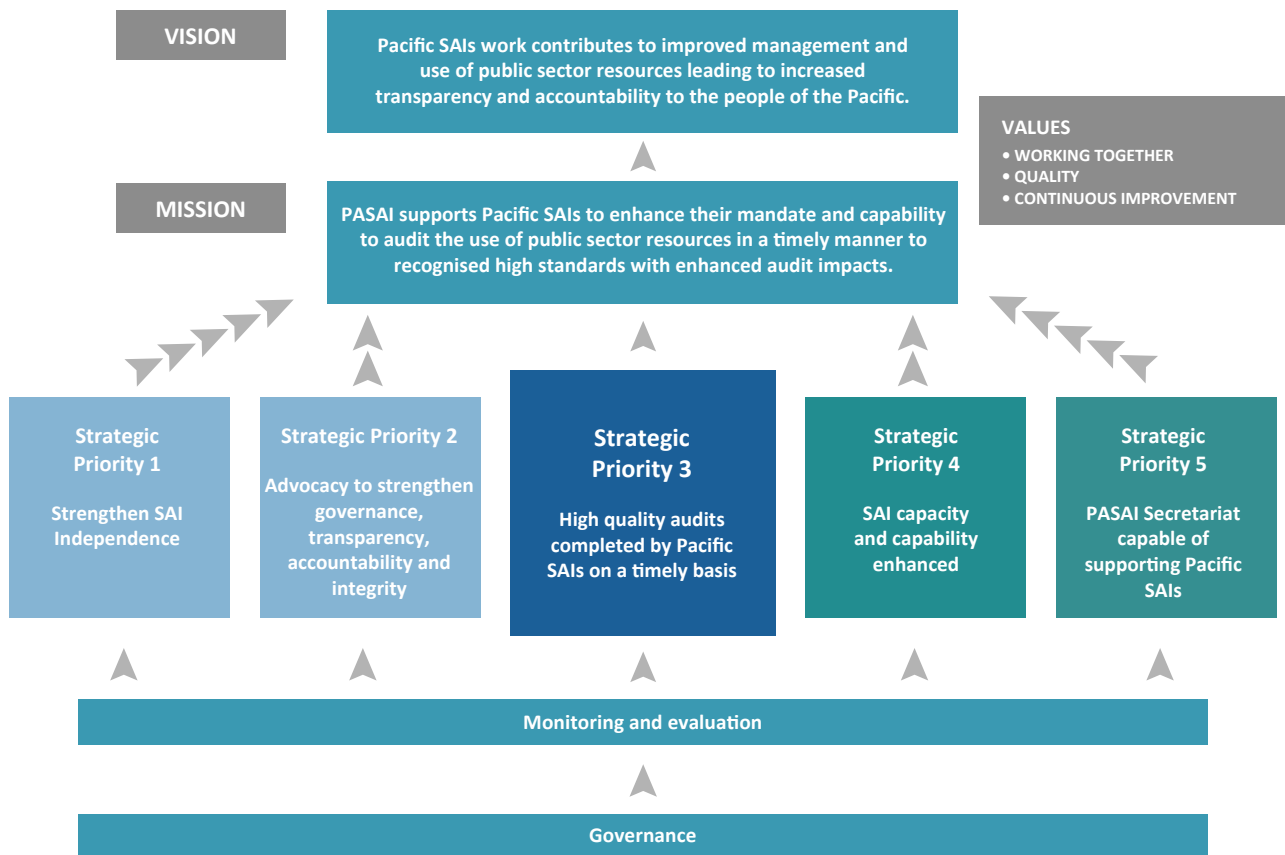 VISION
Pacific SAIs work contributes to improved management and
use of public sector resources leading to increased
transparency and accountability to the people of the Pacific.
VALUES
• WORKING TOGETHER
• QUALITY
• CONTINUOUS IMPROVEMENT
MISSION
PASAI supports Pacific SAIs to enhance their mandate and capability
to audit the use of public sector resources in a timely manner to
recognised high standards with enhanced audit impacts.
Strategic
Priority 1
Strengthen SAI
Independence
Strategic Priority 2
Advocacy to strengthen
governance,
transparency,
accountability and
integrity
Strategic
Priority 3
High quality audits
completed by Pacific
SAIs on a timely basis
Strategic
Priority 4
SAI capacity
and capability
enhanced
Strategic
Priority 5
PASAI Secretariat
capable of
supporting Pacific
SAIs
Monitoring and evaluation
Governance